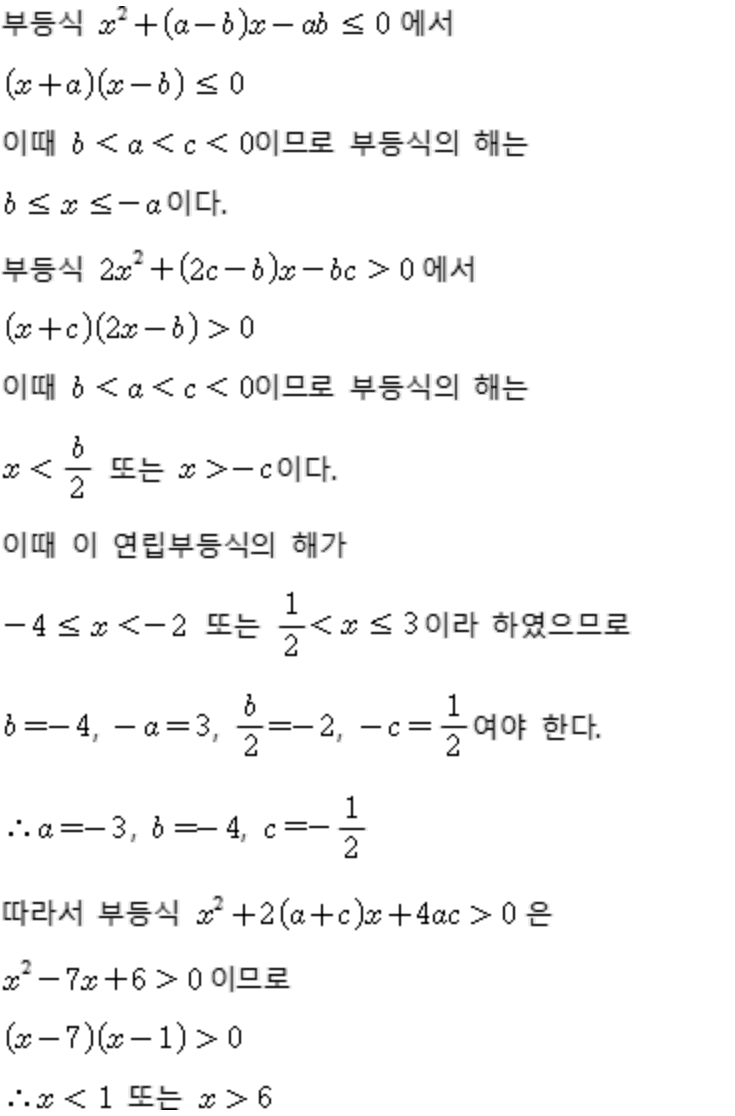 부등식 x²+(a−b)x−ab ≤ 0 에서
(x+a)(x−b) ≤ 0
이때 b < a < c < 0이므로 부등식의 해는
b ≤ x ≤ −a이다.
부등식 2x²+(2c−b)x−bc > 0 에서
(x+c)(2x−b) > 0
이때 b < a < c < 0이므로 부등식의 해는
x < b/2 또는 x >−c이다.
이때 이 연립부등식의 해가
−4 ≤ x <−2 또는 1/2 < x ≤ 3이라 하였으므로
b =−4, −a = 3, b/2 =−2, −c = 1/2 여야 한다.
∴ a =−3, b =−4, c =− 1/2
따라서 부등식 x²+2(a+c)x+4ac > 0 은
x²−7x+6 > 0 이므로
(x−7)(x−1) > 0
∴ x < 1 또는 x > 6